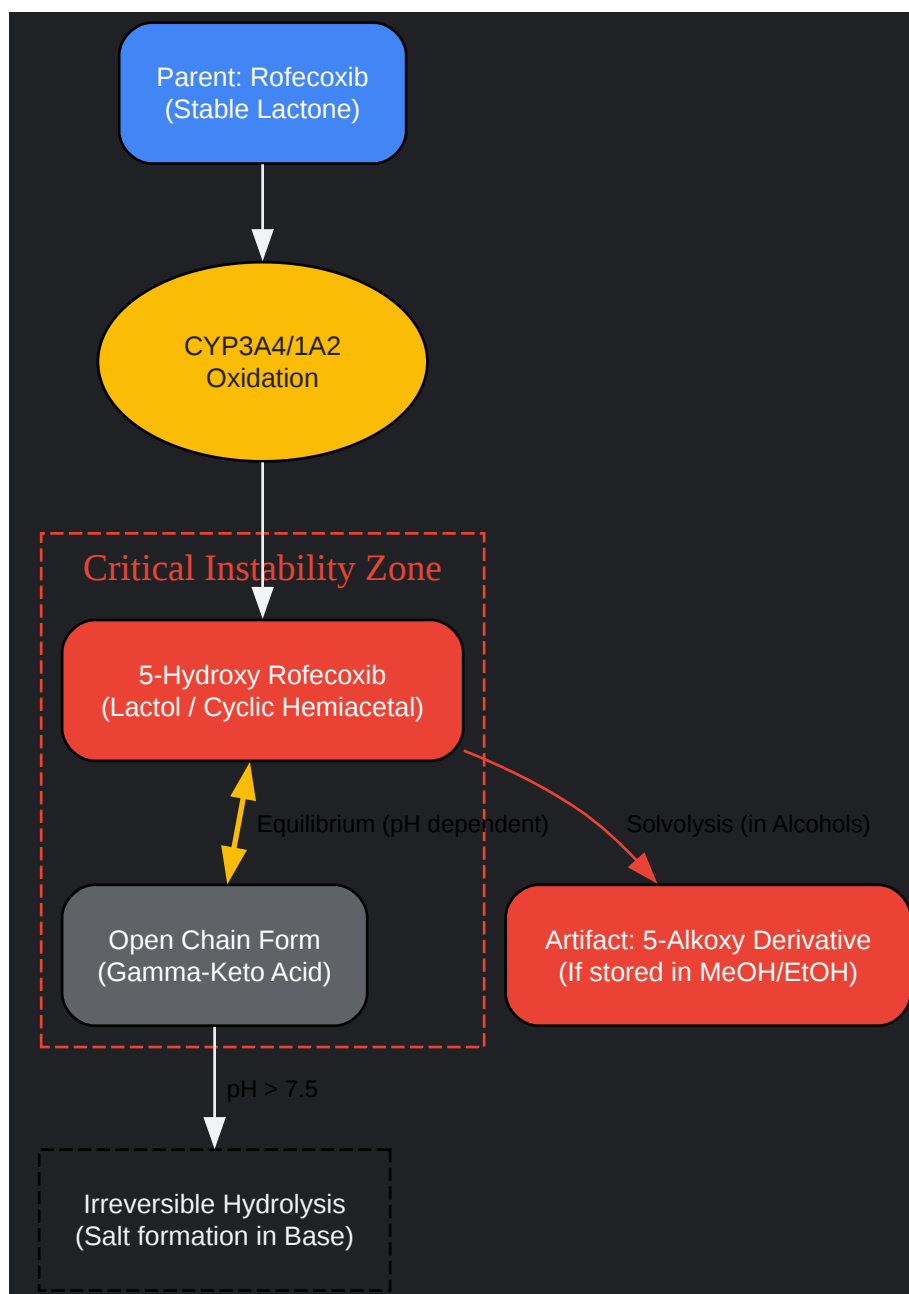 Parent: Rofecoxib
(Stable Lactone)
CYP3A4/1A2
Oxidation
Critical Instability Zone
5-Hydroxy Rofecoxib
(Lactol / Cyclic Hemiacetal)
Equilibrium (pH dependent)
Solvolysis (in Alcohols)
Open Chain Form
(Gamma-Keto Acid)
Artifact: 5-Alkoxy Derivative
(If stored in MeOH/EtOH)
pH > 7.5
Irreversible Hydrolysis
(Salt formation in Base)